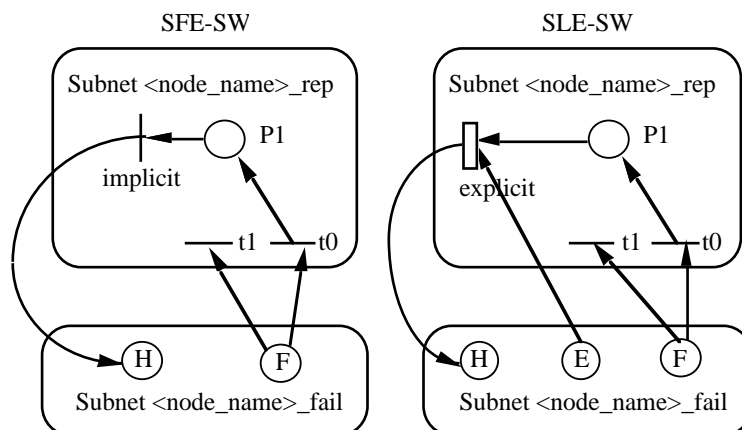 SFE-SW
Subnet <node_name>_rep
P1
implicit
t1
t0
H
F
Subnet <node_name>_fail
SLE-SW
Subnet <node_name>_rep
P1
explicit
t1
t0
H
E
F
Subnet <node_name>_fail